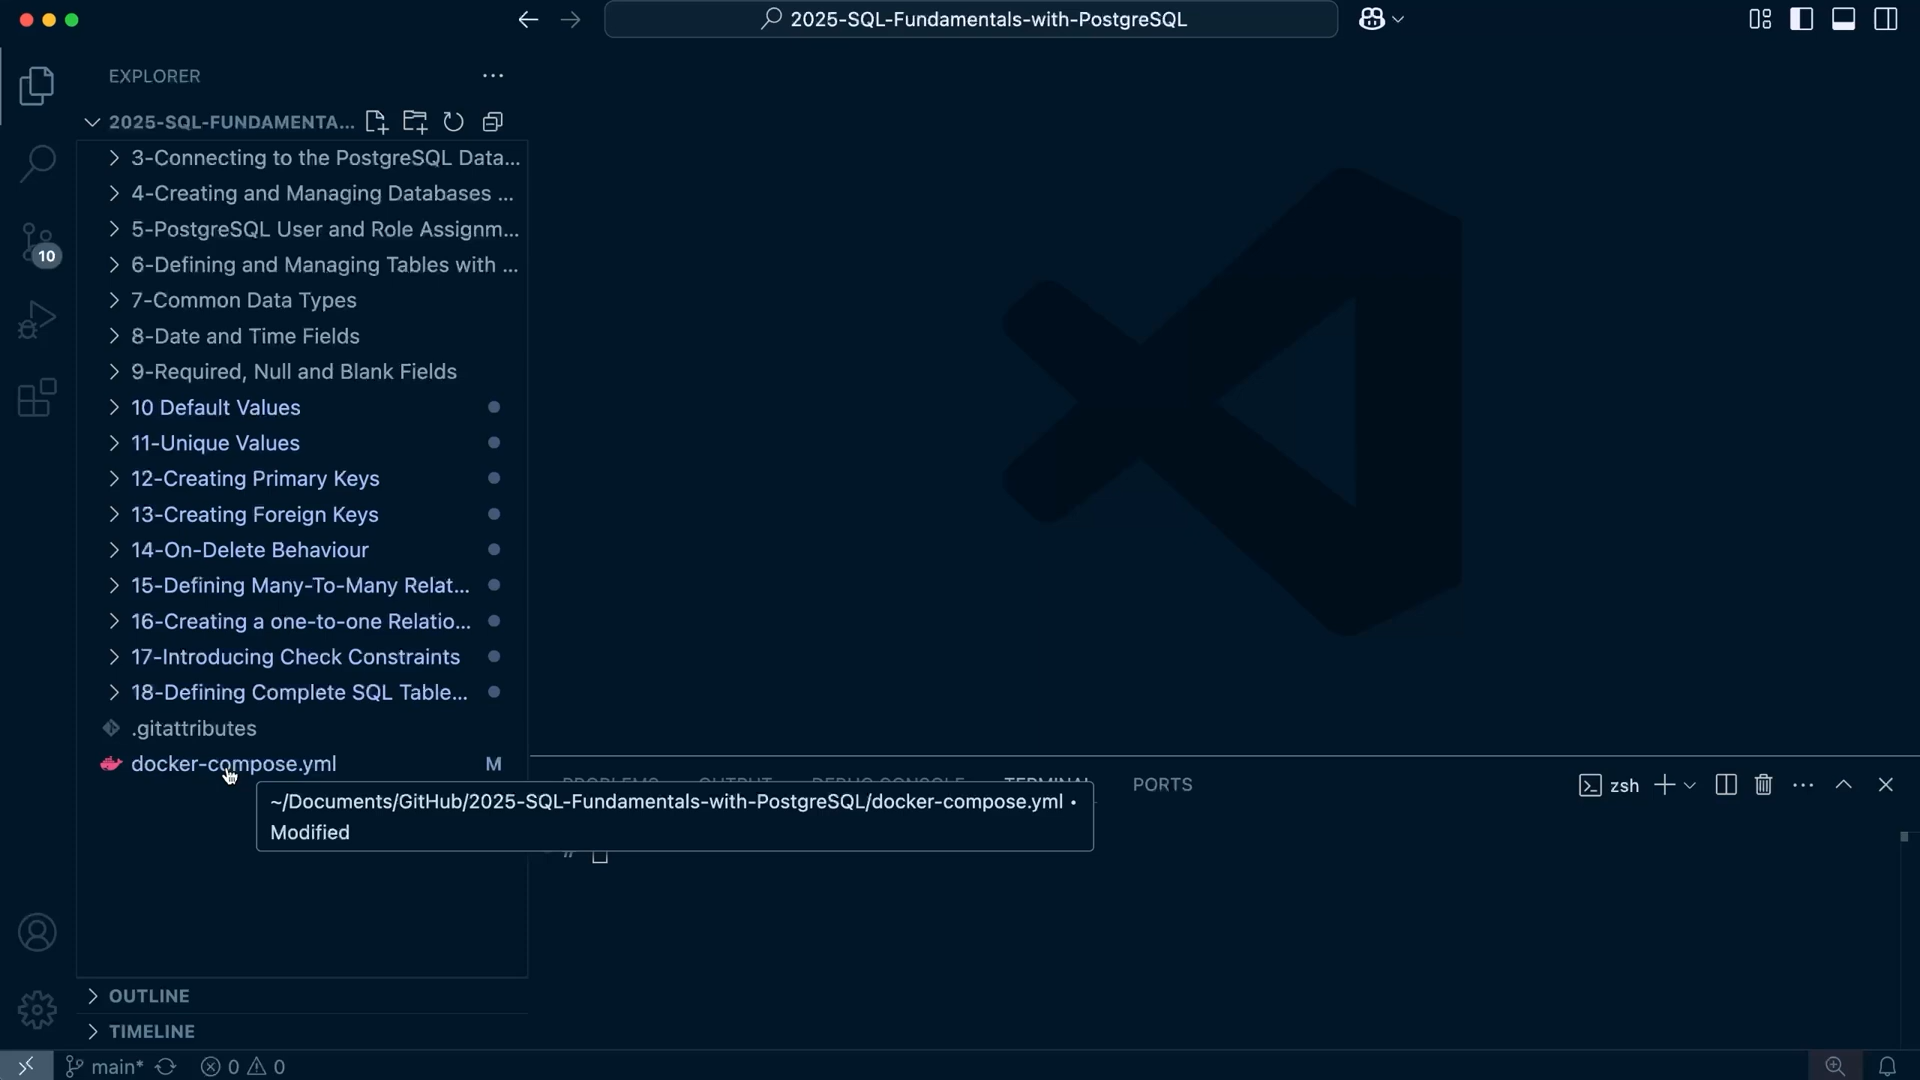 2025-SQL-Fundamentals-with-PostgreSQL
EXPLORER
2025-SQL-FUNDAMENTA...
3-Connecting to the PostgreSQL Data...
4-Creating and Managing Databases ...
5-PostgreSQL User and Role Assignm...
6-Defining and Managing Tables with ...
7-Common Data Types
8-Date and Time Fields
9-Required, Null and Blank Fields
10
10 Default Values
11-Unique Values
12-Creating Primary Keys
13-Creating Foreign Keys
14-On-Delete Behaviour
15-Defining Many-To-Many Relat...
16-Creating a one-to-one Relatio...
17-Introducing Check Constraints
18-Defining Complete SQL Table...
.gitattributes
docker-compose.yml M
~/Documents/GitHub/2025-SQL-Fundamentals-with-PostgreSQL/docker-compose.yml •
Modified
PROBLEMS OUTPUT DEBUG CONSOLE TERMINAL PORTS
zsh
OUTLINE
TIMELINE
main* 0 0